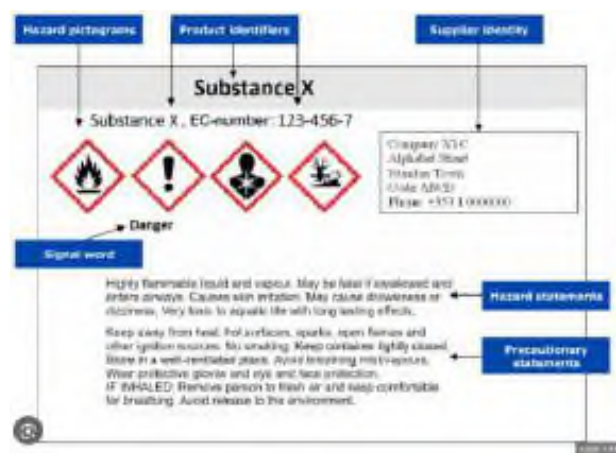 Hazard pictograms
Product identifiers
Supplier identity
Substance X
Substance X, EC-number: 123-456-7
Company XYZ
Alphabet Street
Town
Code ABCD
Phone +353 1 0000000
Danger
Signal word
Highly flammable liquid and vapour. May be fatal if swallowed and
enters airways. Causes skin irritation. May cause drowsiness or
dizziness. Very toxic to aquatic life with long lasting effects.
Hazard statements
Keep away from heat, hot surfaces, sparks, open flames and
other ignition sources. No smoking. Keep container tightly closed.
Store in a well-ventilated place. Avoid breathing mist/vapours.
Wear protective gloves and eye and face protection.
IF INHALED: Remove person to fresh air and keep comfortable
for breathing. Avoid release to the environment.
Precautionary
statements